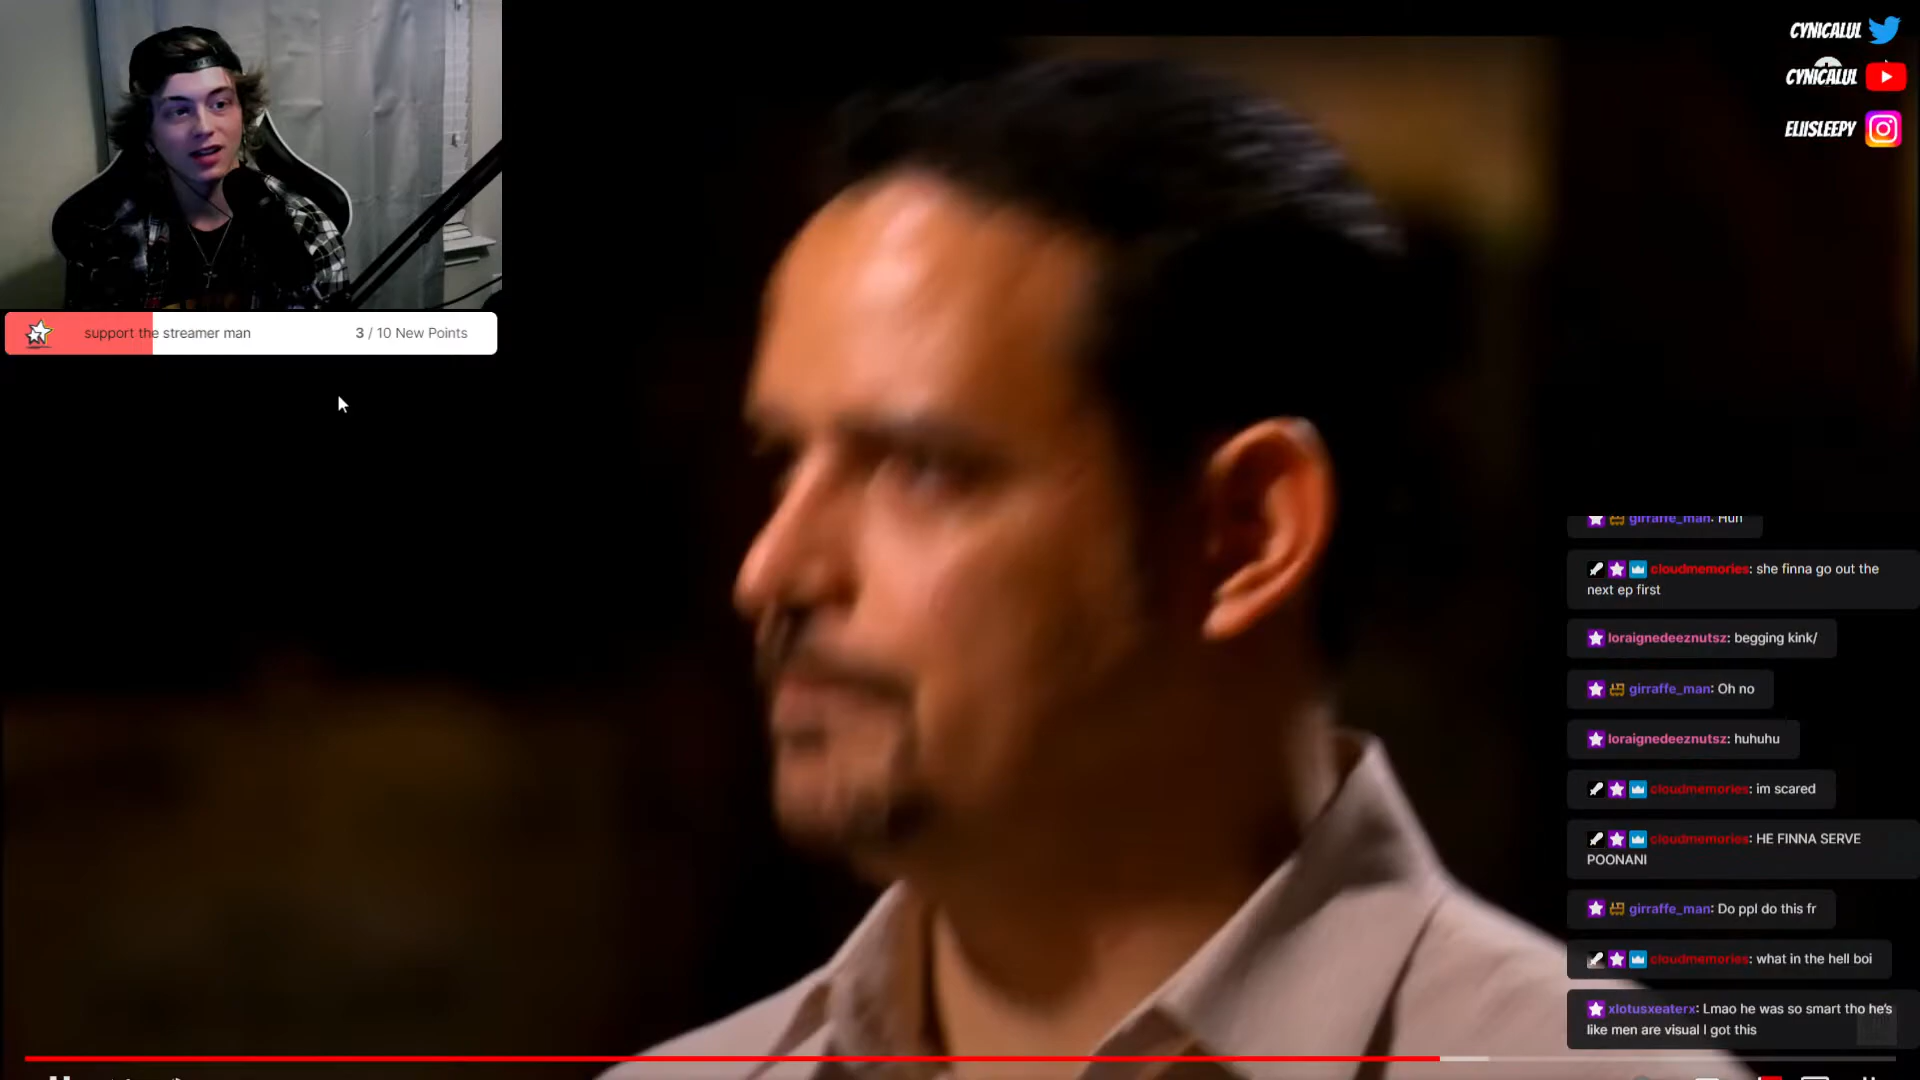 CYNICALUL
CYNICALUL
ELIISLEEPY
support the streamer man 3 / 10 New Points
girraffe_man: Huh
cloudmemories: she finna go out the
next ep first
loraignedeeznutsz: begging kink/
girraffe_man: Oh no
loraignedeeznutsz: huhuhu
cloudmemories: im scared
cloudmemories: HE FINNA SERVE
POONANI
girraffe_man: Do ppl do this fr
cloudmemories: what in the hell boi
xlotusxeaterx: Lmao he was so smart tho he's
like men are visual I got this